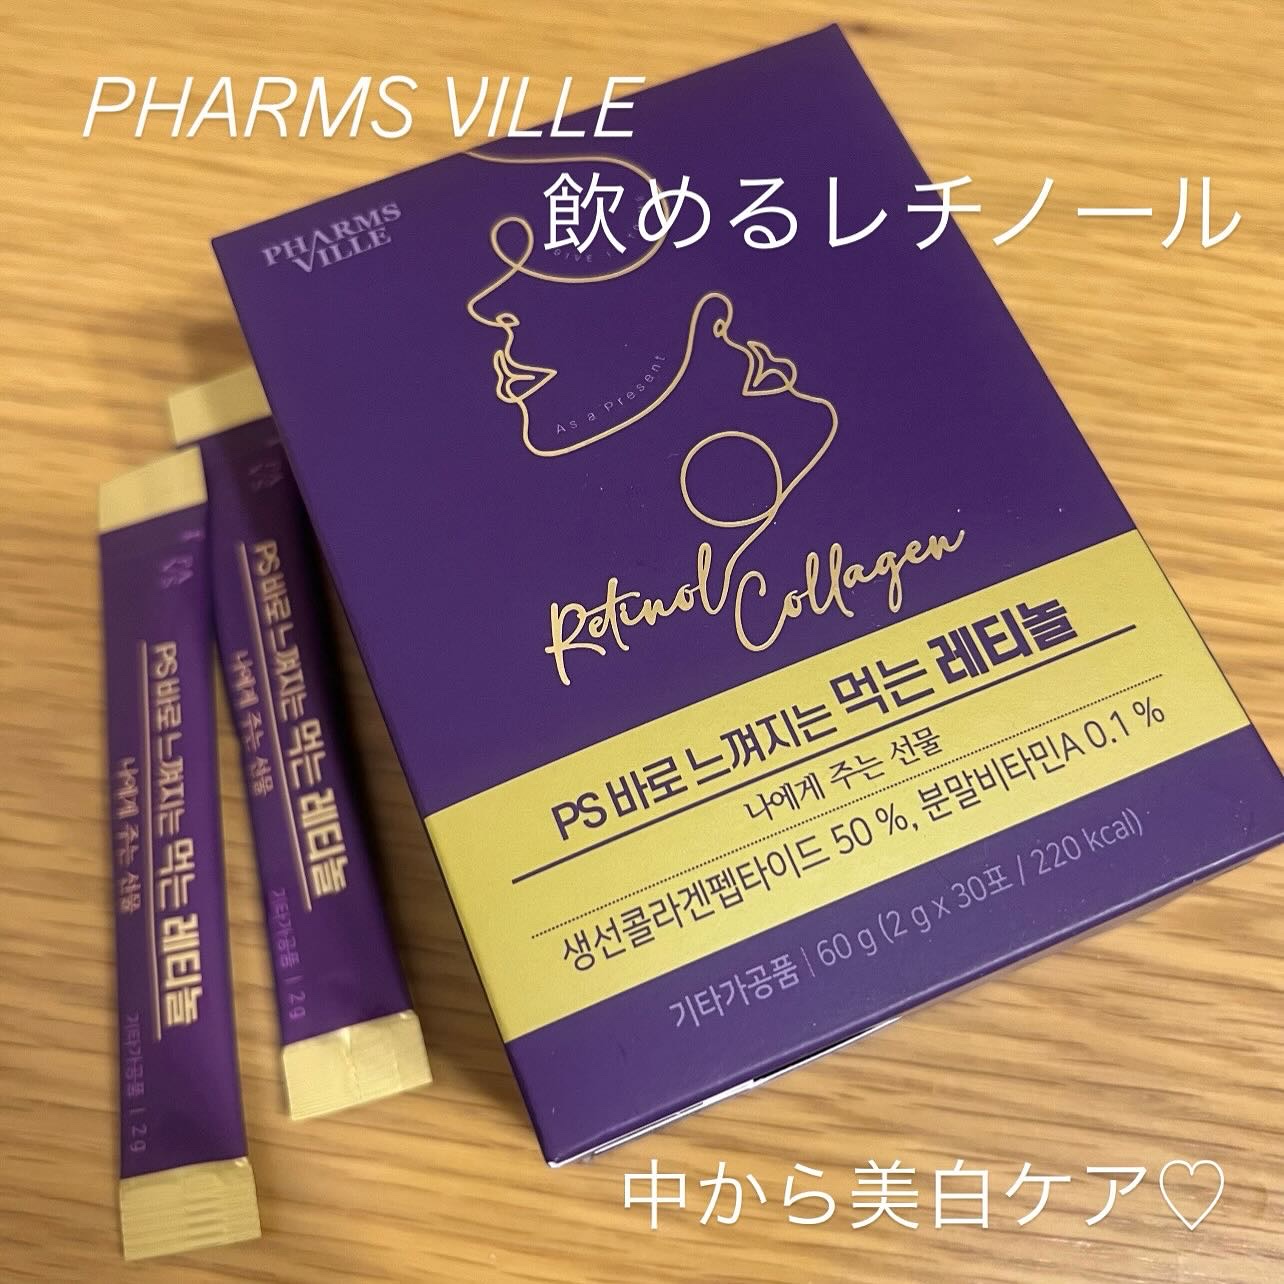 PHARMS VILLE
飲めるレチノール
PHARMS
VILLE
GIVE IT TO
As a Present
Retinol Collagen
PS 바로 느껴지는 먹는 레티놀
나에게 주는 선물
생선콜라겐펩타이드 50 %, 분말비타민A 0.1 %
기타가공품 | 60 g (2 g x 30포 / 220 kcal)
PS 바로 느껴지는 먹는 레티놀
나에게 주는 선물
기타가공품 | 2 g
PS 바로 느껴지는 먹는 레티놀
나에게 주는 선물
기타가공품 | 2 g
中から美白ケア♡